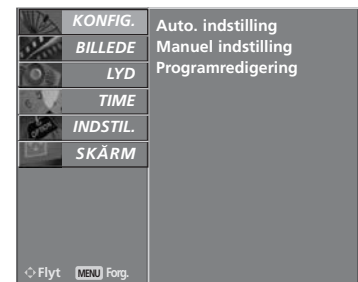 KONFIG.
BILLEDE
LYD
TIME
INDSTIL.
SKÄRM
Auto. indstilling
Manuel indstilling
Programredigering
Flyt MENU Forg.